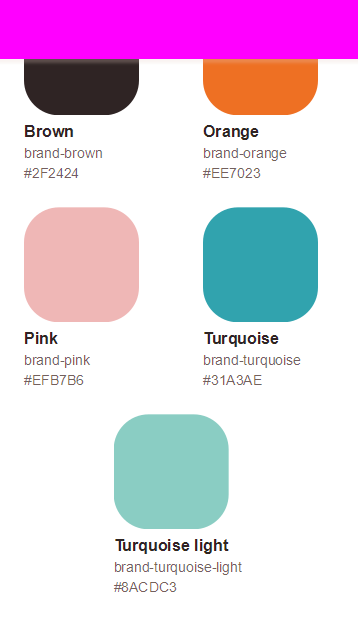 Brown
brand-brown
#2F2424
Orange
brand-orange
#EE7023
Pink
brand-pink
#EFB7B6
Turquoise
brand-turquoise
#31A3AE
Turquoise light
brand-turquoise-light
#8ACDC3